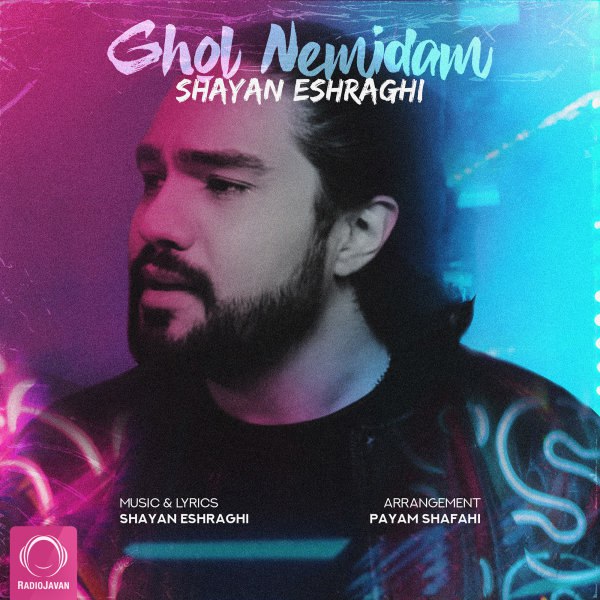 Ghol Nemidam
SHAYAN ESHRAGHI
MUSIC & LYRICS
SHAYAN ESHRAGHI
ARRANGEMENT
PAYAM SHAFAHI
RADIOJAVAN